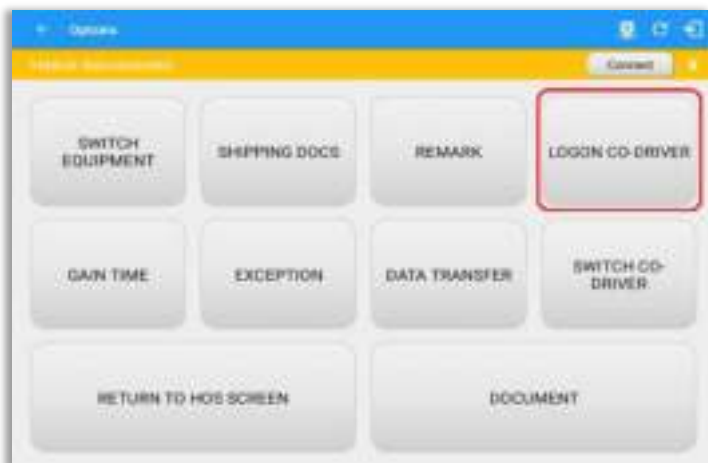 Options
Connect
SWITCH
EQUIPMENT
SHIPPING DOCS
REMARK
LOGON CO-DRIVER
GAIN TIME
EXCEPTION
DATA TRANSFER
SWITCH CO-
DRIVER
RETURN TO HOS SCREEN
DOCUMENT